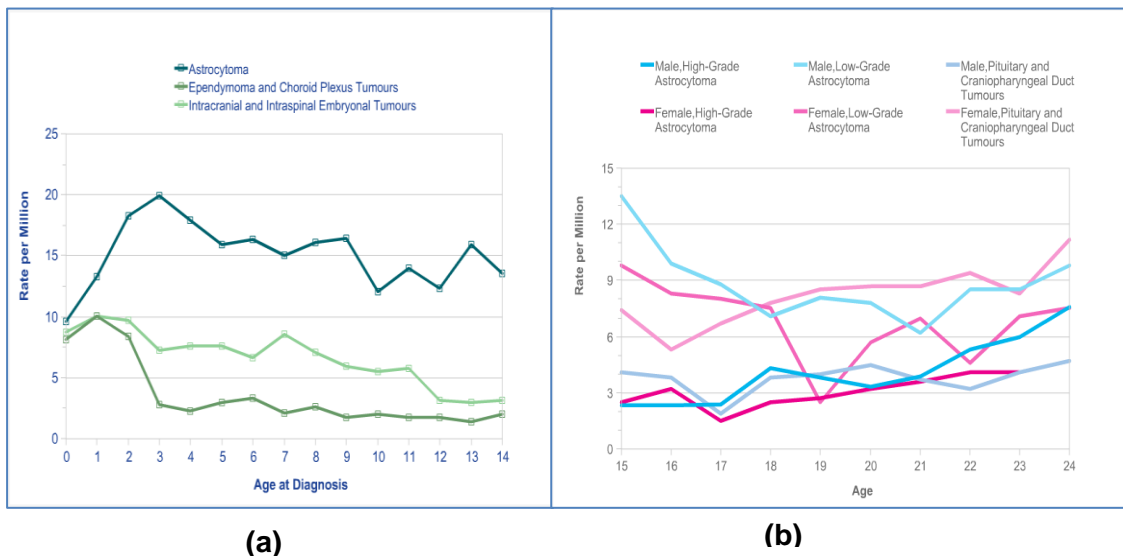 Astrocytoma
Ependymoma and Choroid Plexus Tumours
Intracranial and Intraspinal Embryonal Tumours
25
20
15
10
5
0
Rate per Million
0 1 2 3 4 5 6 7 8 9 10 11 12 13 14
Age at Diagnosis
(a)
Male,High-Grade
Astrocytoma
Male,Low-Grade
Astrocytoma
Male,Pituitary and
Craniopharyngeal Duct
Tumours
Female,High-Grade
Astrocytoma
Female,Low-Grade
Astrocytoma
Female,Pituitary and
Craniopharyngeal Duct
Tumours
15
12
9
6
3
0
Rate per Million
15 16 17 18 19 20 21 22 23 24
Age
(b)